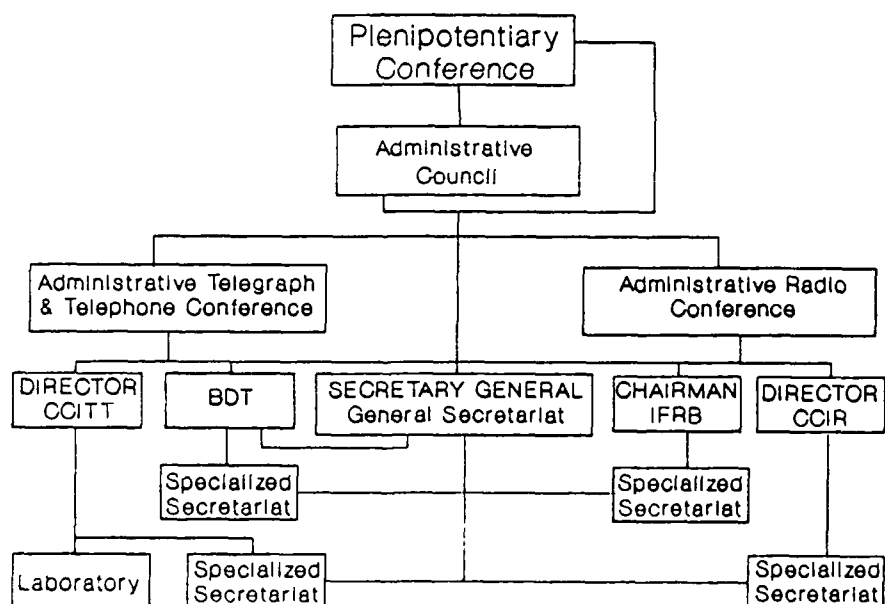 Plenipotentiary
Conference
Administrative
Council
Administrative Telegraph
& Telephone Conference
Administrative Radio
Conference
DIRECTOR
CCITT
BDT
SECRETARY GENERAL
General Secretariat
CHAIRMAN
IFRB
DIRECTOR
CCIR
Specialized
Secretariat
Specialized
Secretariat
Laboratory
Specialized
Secretariat
Specialized
Secretariat